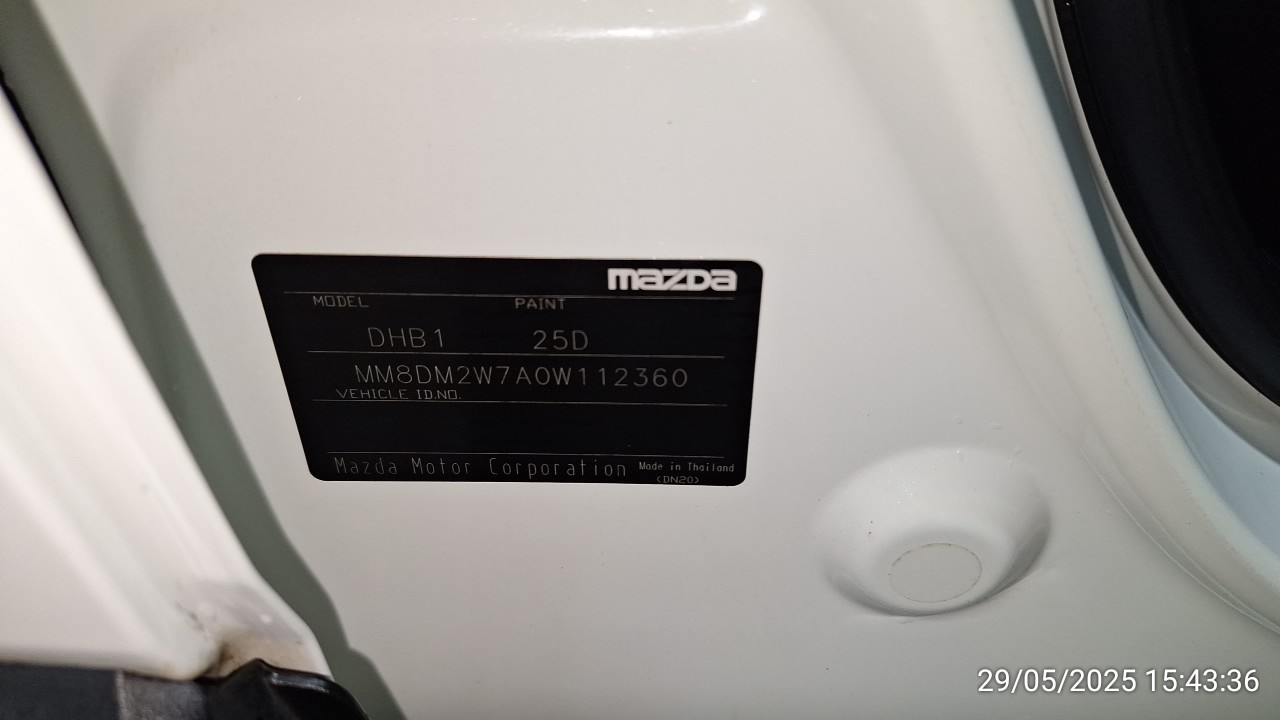 mazda
MODEL PAINT
DHB1 25D
MM8DM2W7A0W112360
VEHICLE ID.NO.
Mazda Motor Corporation Made in Thailand
(DN20)
29/05/2025 15:43:36